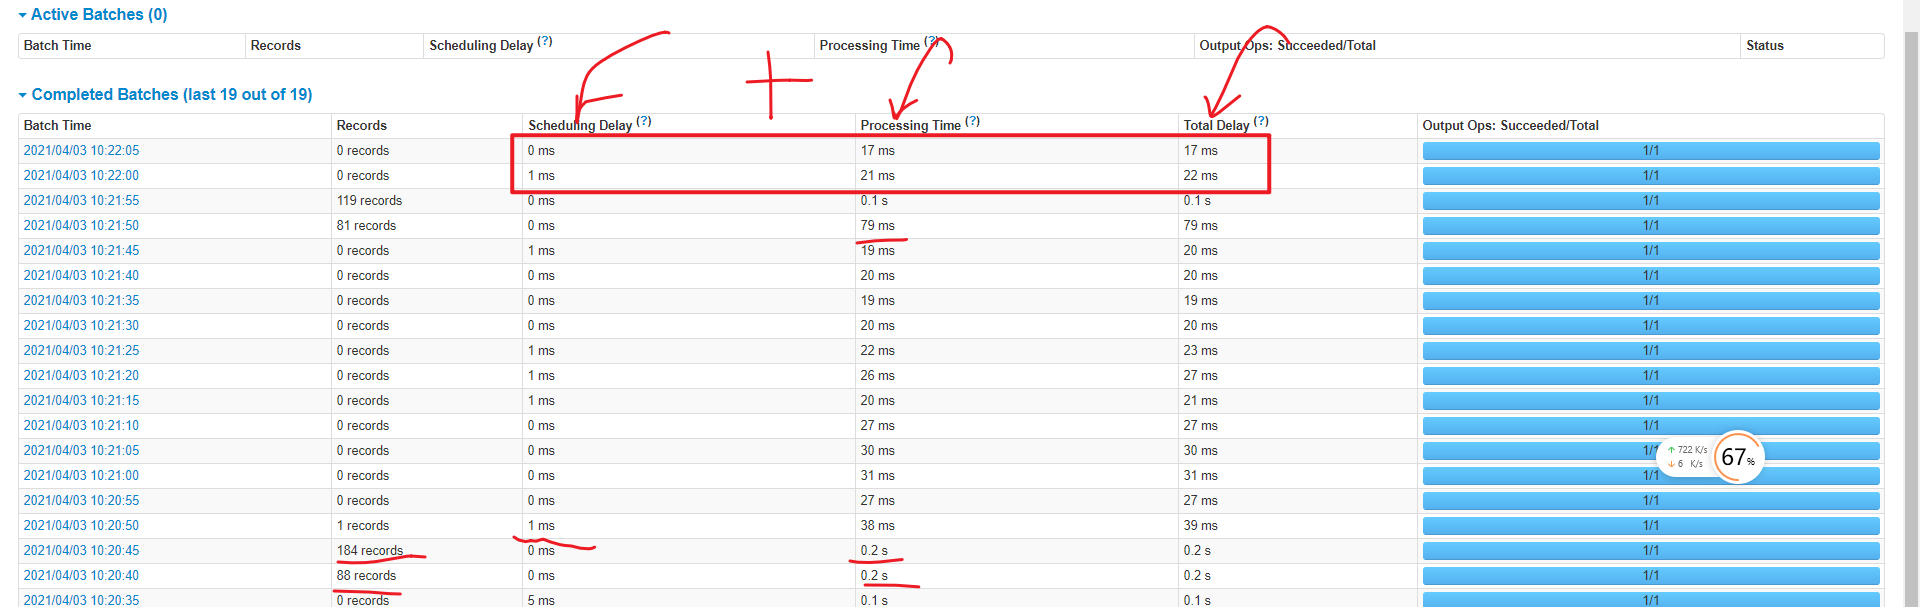 Active Batches (0)
Batch Time Records Scheduling Delay (?) Processing Time (?) Output Ops: Succeeded/Total Status
Completed Batches (last 19 out of 19)
Batch Time Records Scheduling Delay (?) Processing Time (?) Total Delay (?) Output Ops: Succeeded/Total
2021/04/03 10:22:05 0 records 0 ms 17 ms 17 ms 1/1
2021/04/03 10:22:00 0 records 1 ms 21 ms 22 ms 1/1
2021/04/03 10:21:55 119 records 0 ms 0.1 s 0.1 s 1/1
2021/04/03 10:21:50 81 records 0 ms 79 ms 79 ms 1/1
2021/04/03 10:21:45 0 records 1 ms 19 ms 20 ms 1/1
2021/04/03 10:21:40 0 records 0 ms 20 ms 20 ms 1/1
2021/04/03 10:21:35 0 records 0 ms 19 ms 19 ms 1/1
2021/04/03 10:21:30 0 records 0 ms 20 ms 20 ms 1/1
2021/04/03 10:21:25 0 records 1 ms 22 ms 23 ms 1/1
2021/04/03 10:21:20 0 records 1 ms 26 ms 27 ms 1/1
2021/04/03 10:21:15 0 records 1 ms 20 ms 21 ms 1/1
2021/04/03 10:21:10 0 records 0 ms 27 ms 27 ms 1/1
2021/04/03 10:21:05 0 records 0 ms 30 ms 30 ms 1/1
722 K/s
6 K/s
67%
2021/04/03 10:21:00 0 records 0 ms 31 ms 31 ms 1/1
2021/04/03 10:20:55 0 records 0 ms 27 ms 27 ms 1/1
2021/04/03 10:20:50 1 records 1 ms 38 ms 39 ms 1/1
2021/04/03 10:20:45 184 records 0 ms 0.2 s 0.2 s 1/1
2021/04/03 10:20:40 88 records 0 ms 0.2 s 0.2 s 1/1
2021/04/03 10:20:35 0 records 5 ms 0.1 s 0.1 s 1/1